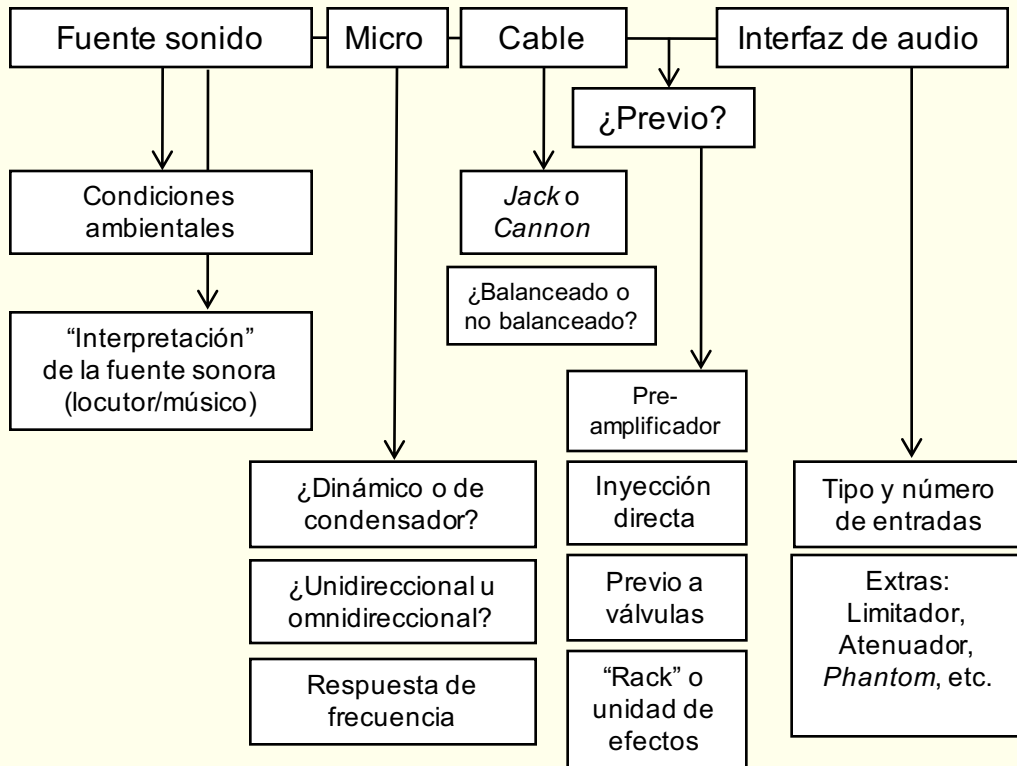 Fuente sonido
Micro
Cable
Interfaz de audio
¿Previo?
Condiciones
ambientales
Jack o
Cannon
¿Balanceado o
no balanceado?
“Interpretación”
de la fuente sonora
(locutor/músico)
Pre-
amplificador
¿Dinámico o de
condensador?
Inyección
directa
Tipo y número
de entradas
¿Unidireccional u
omnidireccional?
Previo a
válvulas
Extras:
Limitador,
Atenuador,
Phantom, etc.
Respuesta de
frecuencia
“Rack” o
unidad de
efectos